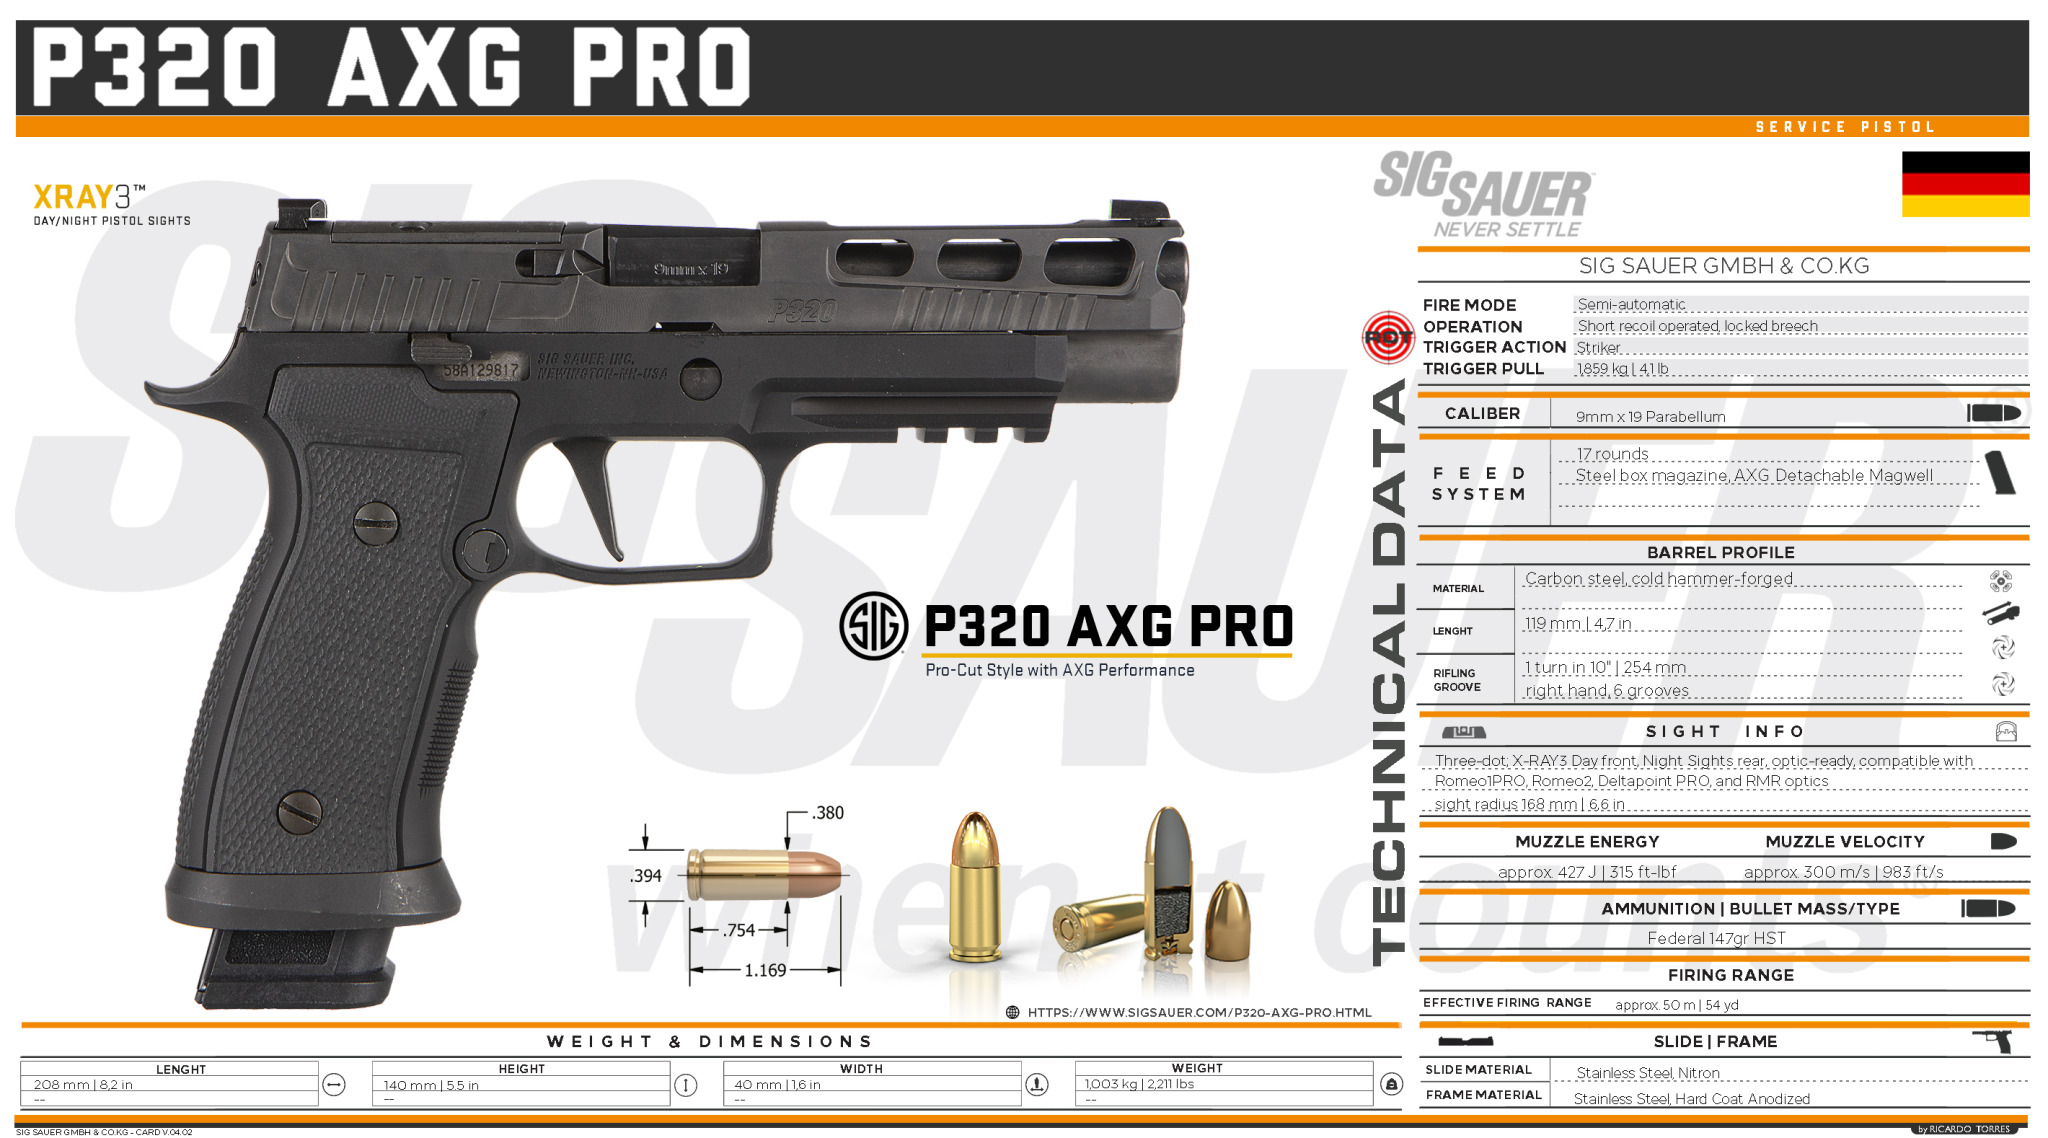 P320 AXG PRO
SERVICE PISTOL
XRAY3™
DAY/NIGHT PISTOL SIGHTS
SIG SAUER
when it counts
9mm x 19
P320
58A129817
SIG SAUER INC.
NEWINGTON-NH-USA
SIG
P320 AXG PRO
Pro-Cut Style with AXG Performance
.380
.394
.754
1.169
HTTPS://WWW.SIGSAUER.COM/P320-AXG-PRO.HTML
WEIGHT & DIMENSIONS
LENGHT
208 mm | 8,2 in
--
HEIGHT
140 mm | 5.5 in
--
WIDTH
40 mm | 1,6 in
--
WEIGHT
1,003 kg | 2,211 lbs
--
SIG SAUER
NEVER SETTLE
SIG SAUER GMBH & CO.KG
RDT
TECHNICAL DATA
FIRE MODE Semi-automatic
OPERATION Short recoil operated, locked breech
TRIGGER ACTION Striker
TRIGGER PULL 1,859 kg | 4,1 lb
CALIBER 9mm x 19 Parabellum
FEED SYSTEM
17 rounds
Steel box magazine, AXG Detachable Magwell
BARREL PROFILE
MATERIAL Carbon steel, cold hammer-forged
LENGHT 119 mm | 4,7 in
RIFLING 1 turn in 10" | 254 mm
GROOVE right hand, 6 grooves
SIGHT INFO
Three-dot; X-RAY3 Day front, Night Sights rear, optic-ready, compatible with
Romeo1PRO, Romeo2, Deltapoint PRO, and RMR optics
sight radius 168 mm | 6,6 in
MUZZLE ENERGY MUZZLE VELOCITY
approx. 427 J | 315 ft-lbf approx. 300 m/s | 983 ft/s
AMMUNITION | BULLET MASS/TYPE
Federal 147gr HST
FIRING RANGE
EFFECTIVE FIRING RANGE approx. 50 m | 54 yd
SLIDE | FRAME
SLIDE MATERIAL Stainless Steel, Nitron
FRAME MATERIAL Stainless Steel, Hard Coat Anodized
SIG SAUER GMBH & CO.KG - CARD V.04.02
by RICARDO TORRES